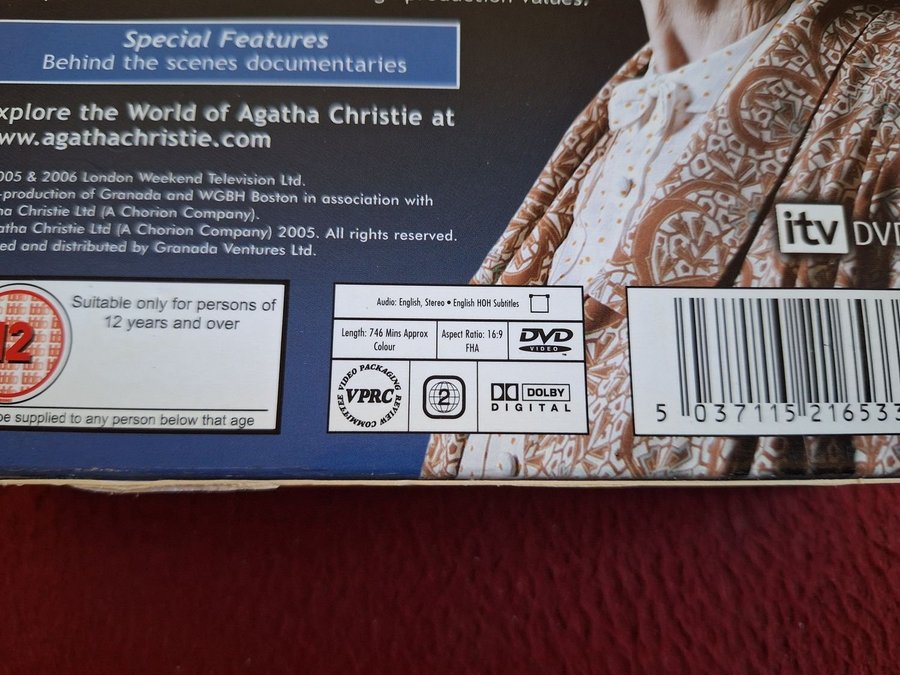 production values.
Special Features
Behind the scenes documentaries
xplore the World of Agatha Christie at
ww.agathachristie.com
005 & 2006 London Weekend Television Ltd.
-production of Granada and WGBH Boston in association with
ha Christie Ltd (A Chorion Company).
atha Christie Ltd (A Chorion Company) 2005. All rights reserved.
ed and distributed by Granada Ventures Ltd.
itv DVD
12
Suitable only for persons of
12 years and over
be supplied to any person below that age
Audio: English, Stereo • English HOH Subtitles
Length: 746 Mins Approx
Colour
Aspect Ratio: 16:9
FHA
DVD
VIDEO
VIDEO PACKAGING REVIEW COMMITTEE
VPRC
2
DOLBY
DIGITAL
5 037115 216533